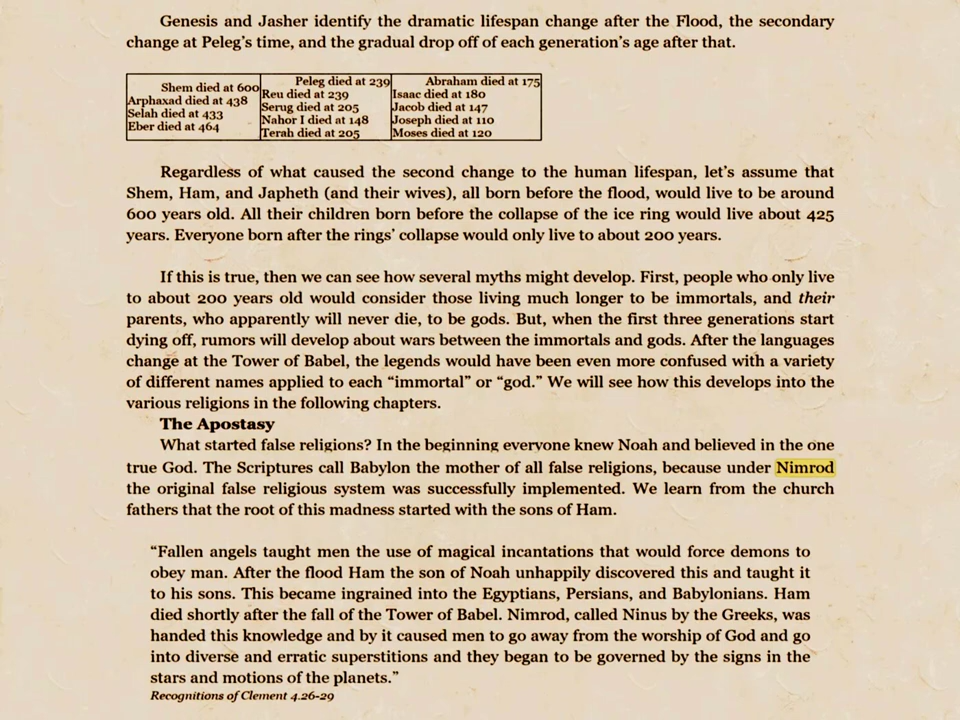 Genesis and Jasher identify the dramatic lifespan change after the Flood, the secondary
change at Peleg's time, and the gradual drop off of each generation's age after that.
Shem died at 600
Arphaxad died at 438
Selah died at 433
Eber died at 464
Peleg died at 239
Reu died at 239
Serug died at 205
Nahor I died at 148
Terah died at 205
Abraham died at 175
Isaac died at 180
Jacob died at 147
Joseph died at 110
Moses died at 120
Regardless of what caused the second change to the human lifespan, let's assume that
Shem, Ham, and Japheth (and their wives), all born before the flood, would live to be around
600 years old. All their children born before the collapse of the ice ring would live about 425
years. Everyone born after the rings' collapse would only live to about 200 years.
If this is true, then we can see how several myths might develop. First, people who only live
to about 200 years old would consider those living much longer to be immortals, and their
parents, who apparently will never die, to be gods. But, when the first three generations start
dying off, rumors will develop about wars between the immortals and gods. After the languages
change at the Tower of Babel, the legends would have been even more confused with a variety
of different names applied to each “immortal” or “god.” We will see how this develops into the
various religions in the following chapters.
The Apostasy
What started false religions? In the beginning everyone knew Noah and believed in the one
true God. The Scriptures call Babylon the mother of all false religions, because under Nimrod
the original false religious system was successfully implemented. We learn from the church
fathers that the root of this madness started with the sons of Ham.
“Fallen angels taught men the use of magical incantations that would force demons to
obey man. After the flood Ham the son of Noah unhappily discovered this and taught it
to his sons. This became ingrained into the Egyptians, Persians, and Babylonians. Ham
died shortly after the fall of the Tower of Babel. Nimrod, called Ninus by the Greeks, was
handed this knowledge and by it caused men to go away from the worship of God and go
into diverse and erratic superstitions and they began to be governed by the signs in the
stars and motions of the planets.”
Recognitions of Clement 4.26-29